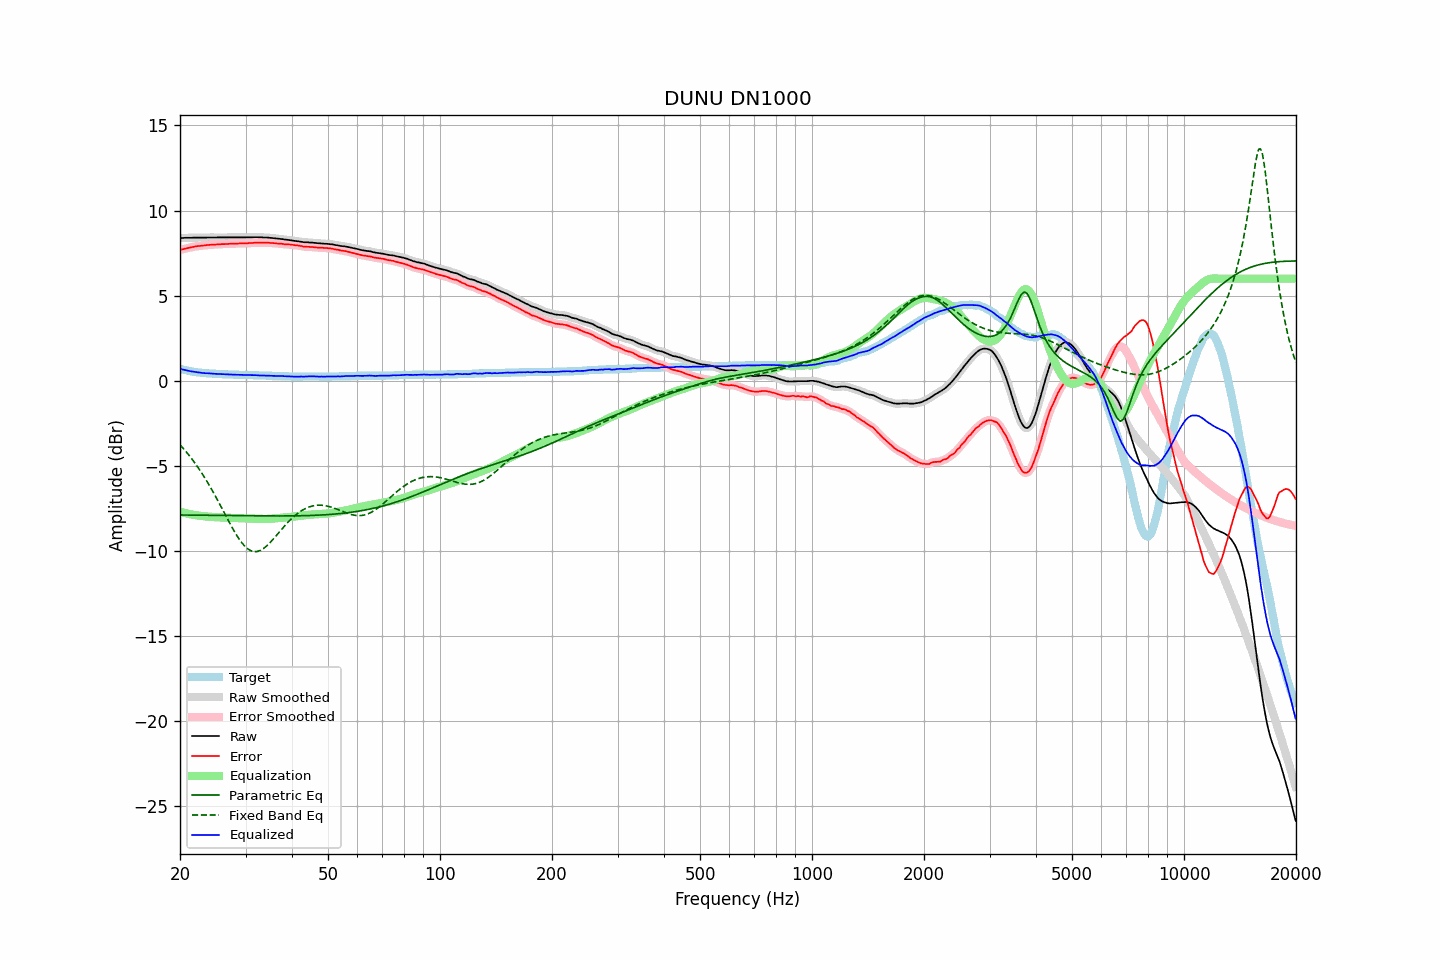 DUNU DN1000
Amplitude (dBr)
15
10
5
0
−5
−10
−15
−20
−25
Target
Raw Smoothed
Error Smoothed
Raw
Error
Equalization
Parametric Eq
Fixed Band Eq
Equalized
20 50 100 200 500 1000 2000 5000 10000 20000
Frequency (Hz)